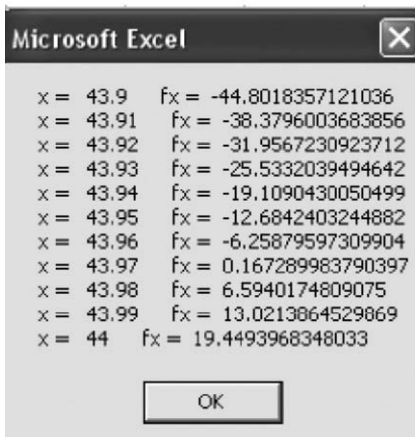 Microsoft Excel
x = 43.9 fx = -44.8018357121036
x = 43.91 fx = -38.3796003683856
x = 43.92 fx = -31.9567230923712
x = 43.93 fx = -25.5332039494642
x = 43.94 fx = -19.1090430050499
x = 43.95 fx = -12.6842403244882
x = 43.96 fx = -6.25879597309904
x = 43.97 fx = 0.167289983790397
x = 43.98 fx = 6.5940174809075
x = 43.99 fx = 13.0213864529869
x = 44 fx = 19.4493968348033
OK